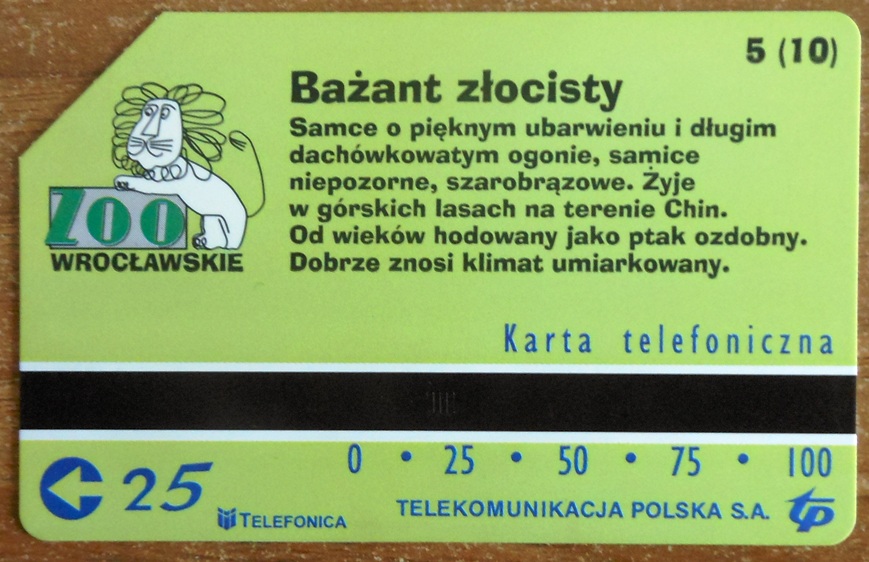 5 (10)
Bażant złocisty
Samce o pięknym ubarwieniu i długim
dachówkowatym ogonie, samice
niepozorne, szarobrązowe. Żyje
w górskich lasach na terenie Chin.
Od wieków hodowany jako ptak ozdobny.
Dobrze znosi klimat umiarkowany.
ZOO
WROCŁAWSKIE
Karta telefoniczna
0 • 25 • 50 • 75 • 100
25
TELEFONICA
TELEKOMUNIKACJA POLSKA S.A.
tp